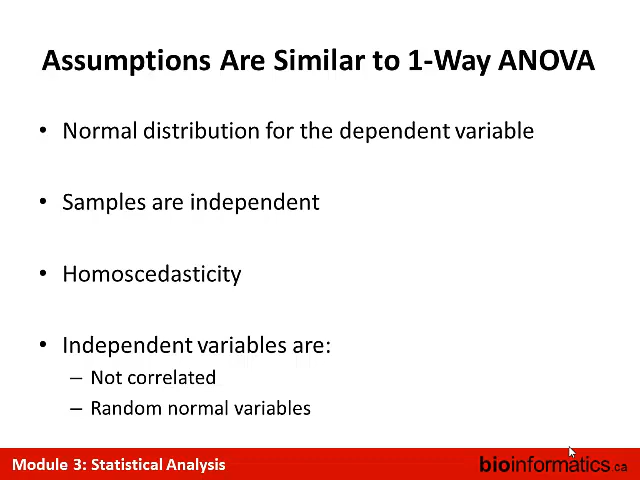 Assumptions Are Similar to 1-Way ANOVA
• Normal distribution for the dependent variable
• Samples are independent
• Homoscedasticity
• Independent variables are:
– Not correlated
– Random normal variables
Module 3: Statistical Analysis
bioinformatics.ca